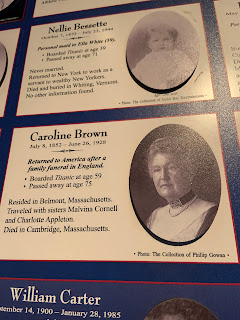 Nellie Bessette
Personal maid to Ella White (59).
• Boarded Titanic at age 39
• Passed away at age 71
Never married.
Returned to New York to work as a
servant to wealthy New Yorkers.
Died and buried in Whiting, Vermont.
No other information found.
Caroline Brown
July 8, 1852 – June 26, 1928
Returned to America after a
family funeral in England.
• Boarded Titanic at age 59
• Passed away at age 75
Resided in Belmont, Massachusetts.
Traveled with sisters Malvina Cornell
and Charlotte Appleton.
Died in Cambridge, Massachusetts.
• Photo: The Collection of Phillip Gowan •
William Carter
September 14, 1900 – January 28, 1985